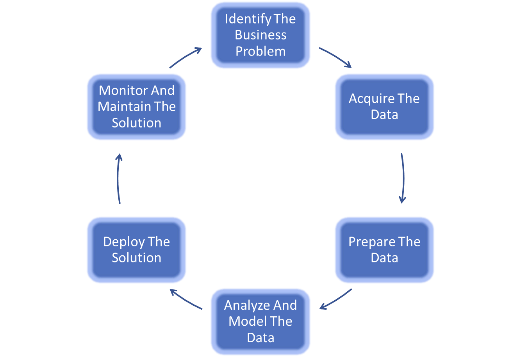 Identify The
Business
Problem
Acquire The
Data
Prepare The
Data
Analyze And
Model The
Data
Deploy The
Solution
Monitor And
Maintain The
Solution